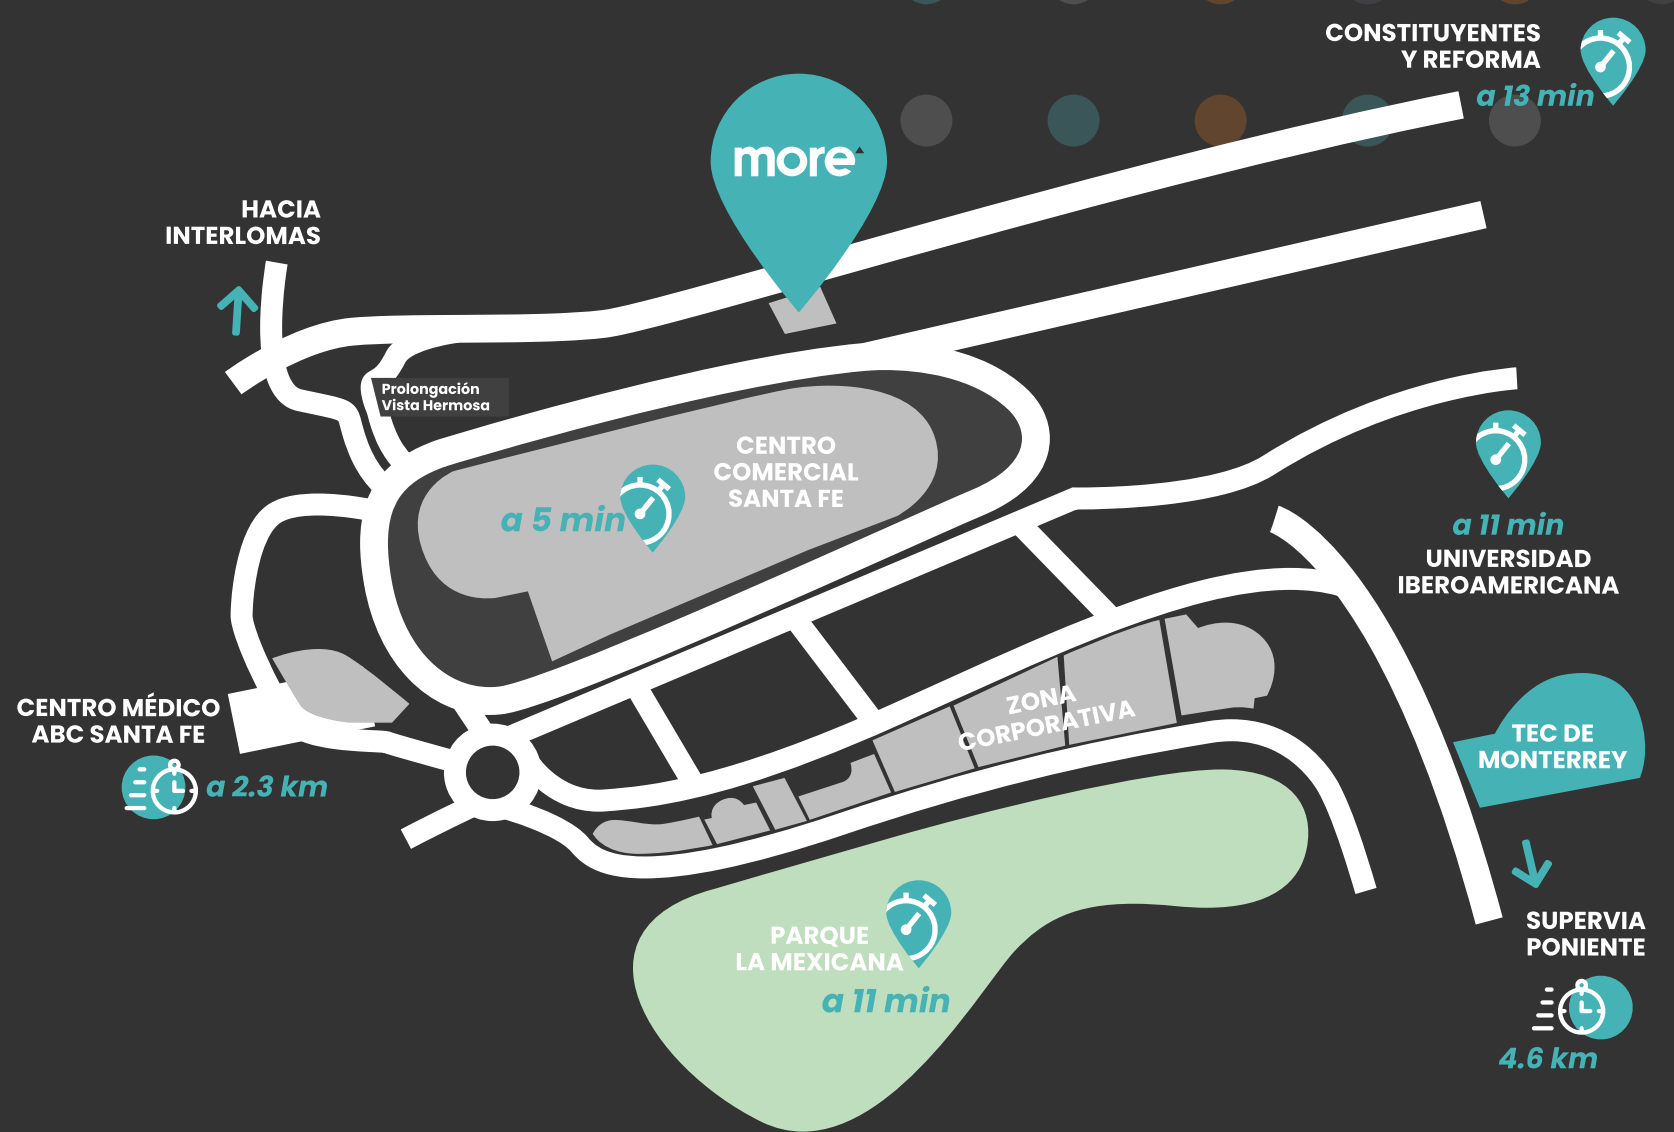 CONSTITUYENTES
Y REFORMA
a 13 min
more
HACIA
INTERLOMAS
Prolongación
Vista Hermosa
CENTRO
COMERCIAL
SANTA FE
a 5 min
a 11 min
UNIVERSIDAD
IBEROAMERICANA
CENTRO MÉDICO
ABC SANTA FE
a 2.3 km
ZONA
CORPORATIVA
TEC DE
MONTERREY
SUPERVIA
PONIENTE
4.6 km
PARQUE
LA MEXICANA
a 11 min